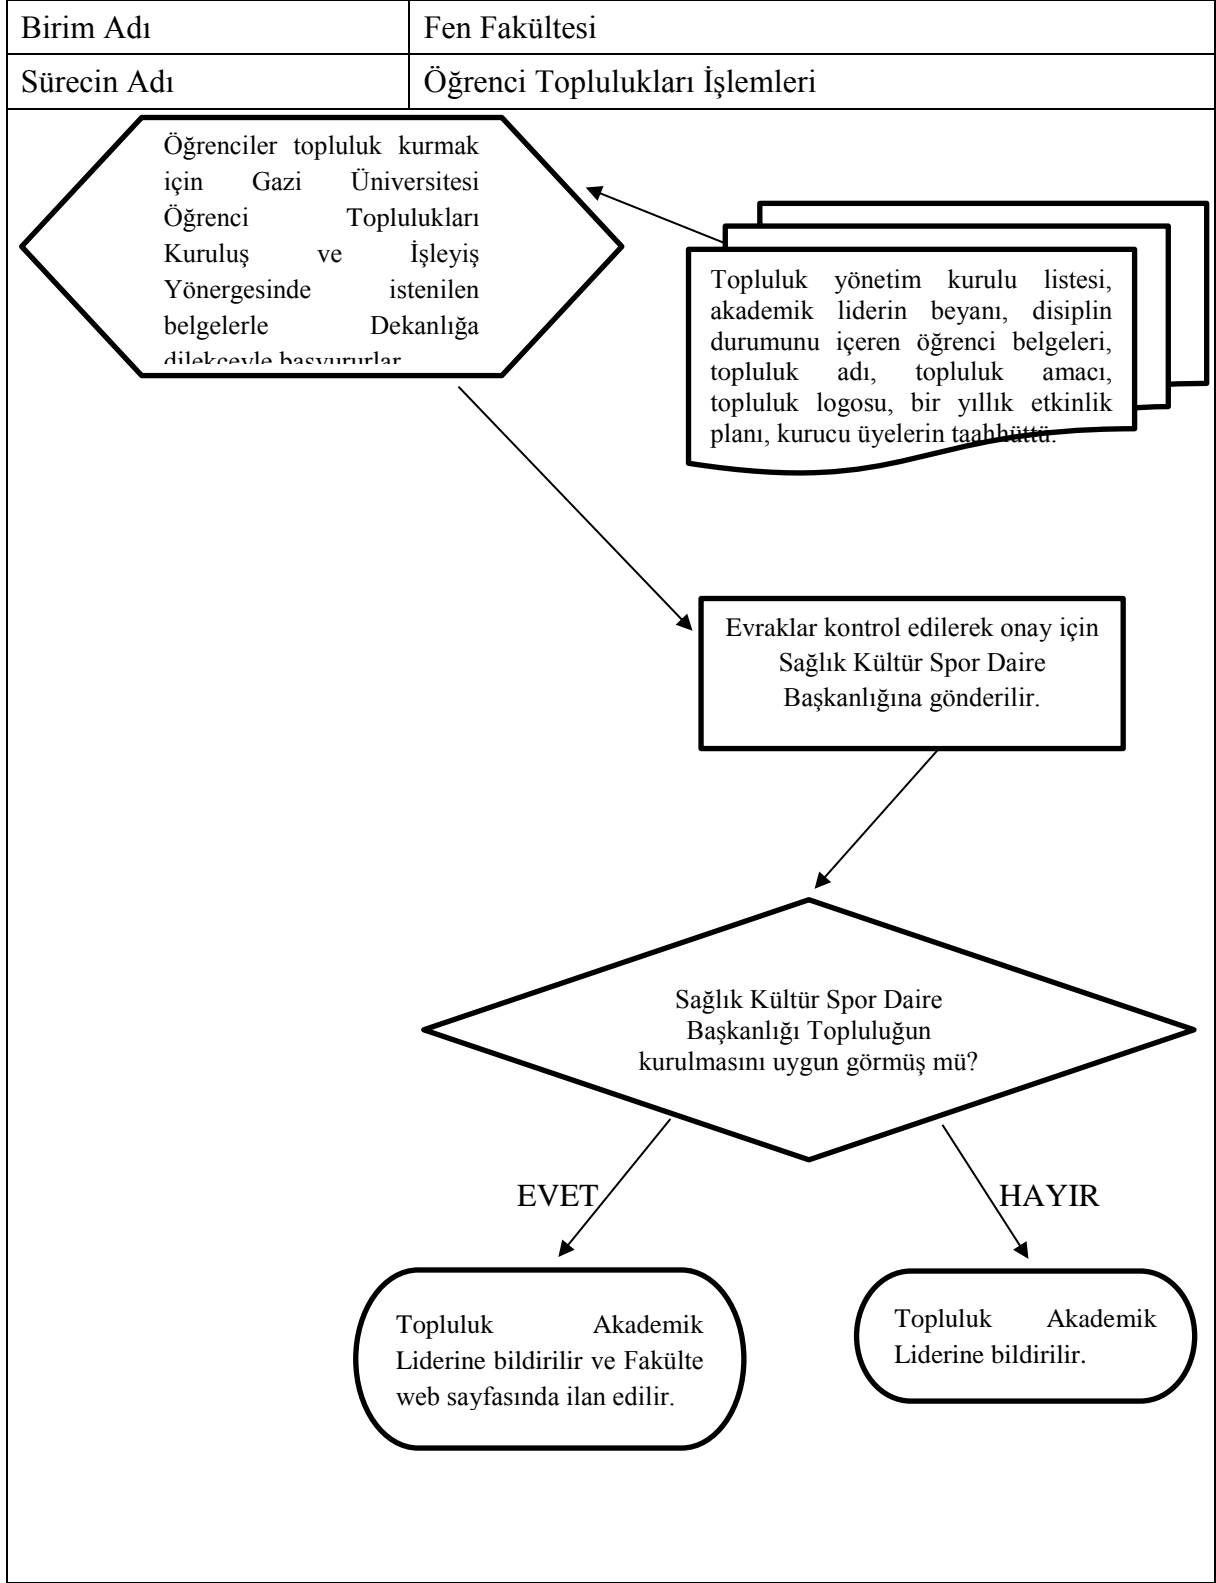 Birim Adı
Fen Fakültesi
Sürecin Adı
Öğrenci Toplulukları İşlemleri
Öğrenciler topluluk kurmak
için Gazi Üniversitesi
Öğrenci Toplulukları
Kuruluş ve İşleyiş
Yönergesinde istenilen
belgelerle Dekanlığa
dilekçeyle başvururlar
Topluluk yönetim kurulu listesi,
akademik liderin beyanı, disiplin
durumunu içeren öğrenci belgeleri,
topluluk adı, topluluk amacı,
topluluk logosu, bir yıllık etkinlik
planı, kurucu üyelerin taahhüttü.
Evraklar kontrol edilerek onay için
Sağlık Kültür Spor Daire
Başkanlığına gönderilir.
Sağlık Kültür Spor Daire
Başkanlığı Topluluğun
kurulmasını uygun görmüş mü?
EVET
HAYIR
Topluluk Akademik
Liderine bildirilir ve Fakülte
web sayfasında ilan edilir.
Topluluk Akademik
Liderine bildirilir.